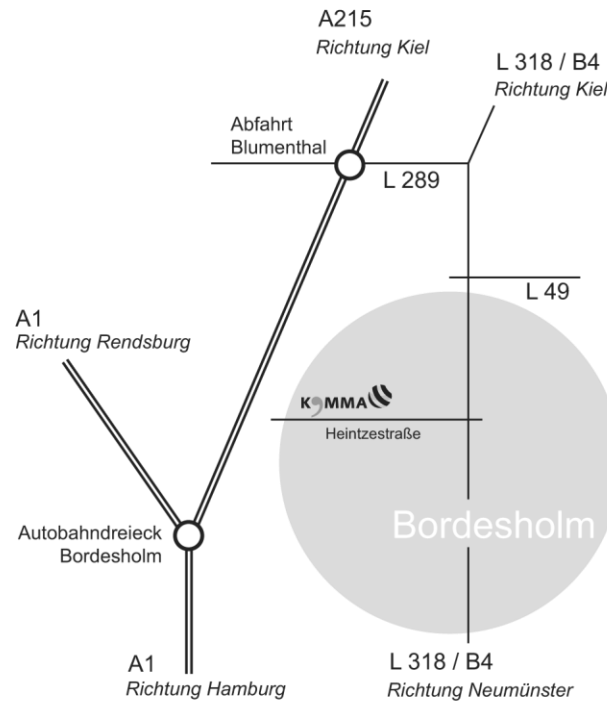 A215
Richtung Kiel
L 318 / B4
Richtung Kiel
Abfahrt
Blumenthal
L 289
L 49
A1
Richtung Rendsburg
K,MMA
Heintzestraße
Autobahndreieck
Bordesholm
Bordesholm
A1
Richtung Hamburg
L 318 / B4
Richtung Neumünster